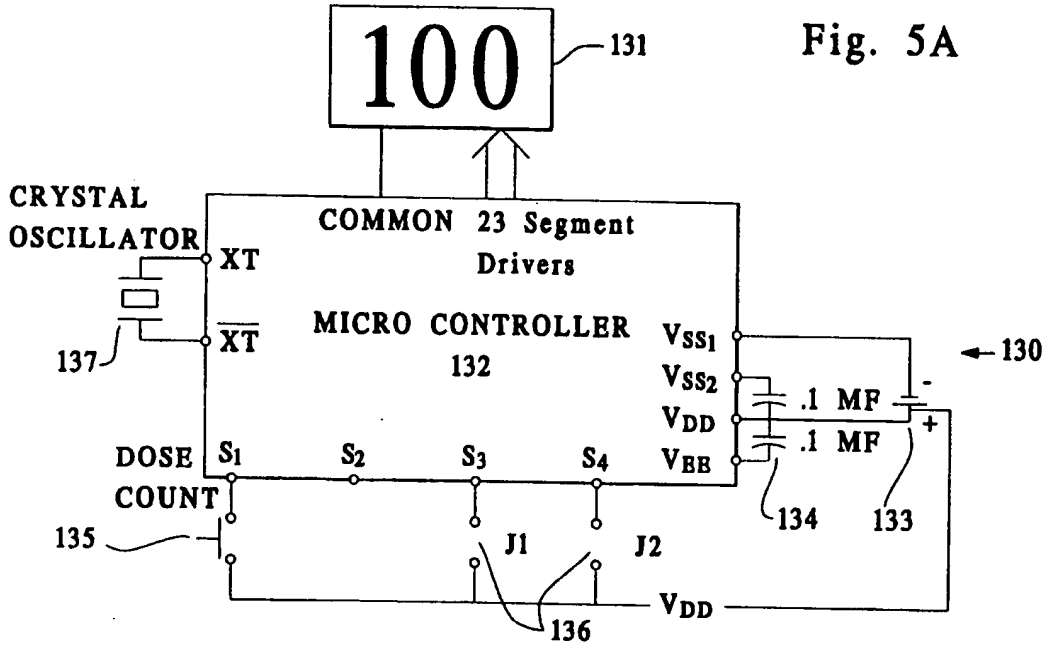 Fig. 5A
100
131
CRYSTAL
OSCILLATOR
COMMON 23 Segment
Drivers
XT
XT
137
MICRO CONTROLLER
132
VSS1
VSS2
VDD
VEE
130
-
+
.1 MF
.1 MF
134
133
DOSE
COUNT
S1
S2
S3
S4
135
J1
J2
136
VDD